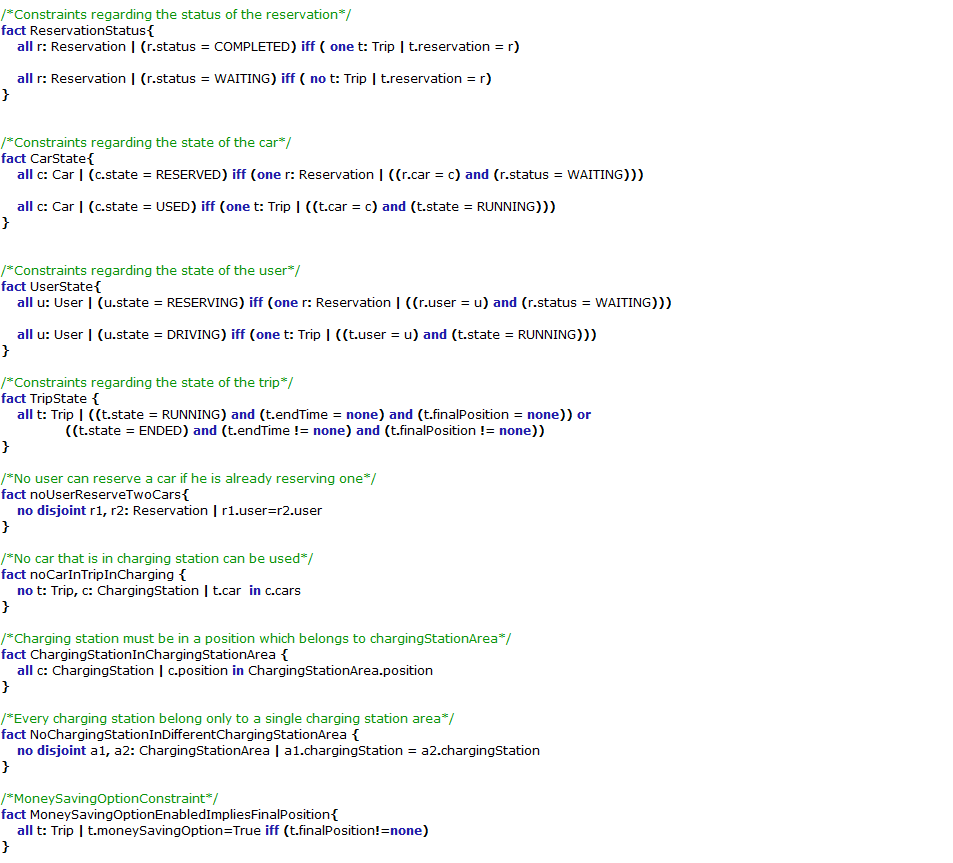 /*Constraints regarding the status of the reservation*/
fact ReservationStatus{
all r: Reservation | (r.status = COMPLETED) iff ( one t: Trip | t.reservation = r)
all r: Reservation | (r.status = WAITING) iff ( no t: Trip | t.reservation = r)
}
/*Constraints regarding the state of the car*/
fact CarState{
all c: Car | (c.state = RESERVED) iff (one r: Reservation | ((r.car = c) and (r.status = WAITING)))
all c: Car | (c.state = USED) iff (one t: Trip | ((t.car = c) and (t.state = RUNNING)))
}
/*Constraints regarding the state of the user*/
fact UserState{
all u: User | (u.state = RESERVING) iff (one r: Reservation | ((r.user = u) and (r.status = WAITING)))
all u: User | (u.state = DRIVING) iff (one t: Trip | ((t.user = u) and (t.state = RUNNING)))
}
/*Constraints regarding the state of the trip*/
fact TripState {
all t: Trip | ((t.state = RUNNING) and (t.endTime = none) and (t.finalPosition = none)) or
((t.state = ENDED) and (t.endTime != none) and (t.finalPosition != none))
}
/*No user can reserve a car if he is already reserving one*/
fact noUserReserveTwoCars{
no disjoint r1, r2: Reservation | r1.user=r2.user
}
/*No car that is in charging station can be used*/
fact noCarInTripInCharging {
no t: Trip, c: ChargingStation | t.car  in c.cars
}
/*Charging station must be in a position which belongs to chargingStationArea*/
fact ChargingStationInChargingStationArea {
all c: ChargingStation | c.position in ChargingStationArea.position
}
/*Every charging station belong only to a single charging station area*/
fact NoChargingStationInDifferentChargingStationArea {
no disjoint a1, a2: ChargingStationArea | a1.chargingStation = a2.chargingStation
}
/*MoneySavingOptionConstraint*/
fact MoneySavingOptionEnabledImpliesFinalPosition{
all t: Trip | t.moneySavingOption=True iff (t.finalPosition!=none)
}